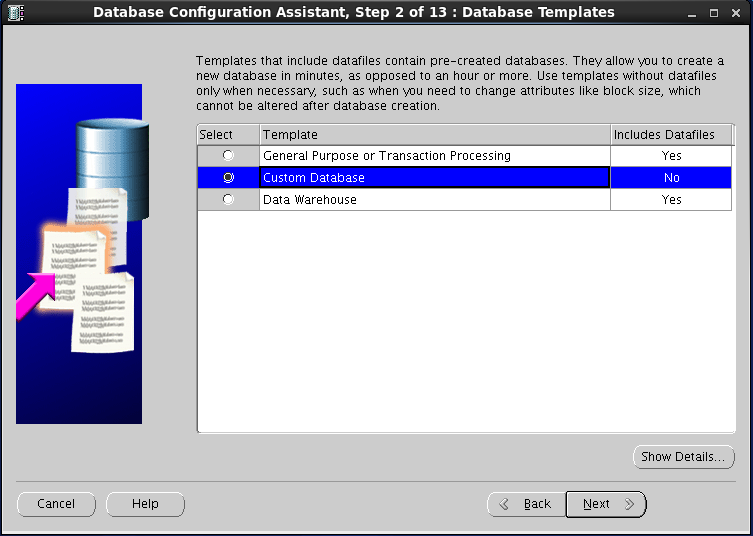 Database Configuration Assistant, Step 2 of 13 : Database Templates
Templates that include datafiles contain pre-created databases. They allow you to create a
new database in minutes, as opposed to an hour or more. Use templates without datafiles
only when necessary, such as when you need to change attributes like block size, which
cannot be altered after database creation.
Select Template Includes Datafiles
General Purpose or Transaction Processing Yes
Custom Database No
Data Warehouse Yes
Show Details...
Cancel Help Back Next